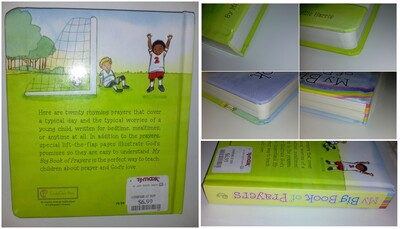 Here are twenty rhyming prayers that cover
a typical day and the typical worries of a
young child, written for bedtime, mealtimes
or anytime at all. In addition to the prayers,
special lift-the-flap pages illustrate God's
promises so they are easy to understand. My
Big Book of Prayers is the perfect way to teach
children about prayer and God's love.
tj-maxx
$6.99
My Big
My Big Book of Prayers